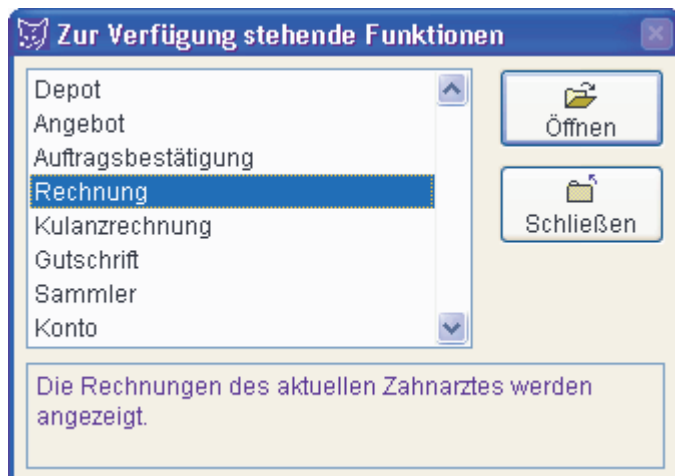 Zur Verfügung stehende Funktionen
Depot
Angebot
Auftragsbestätigung
Rechnung
Kulanzrechnung
Gutschrift
Sammler
Konto
Öffnen
Schließen
Die Rechnungen des aktuellen Zahnarztes werden
angezeigt.